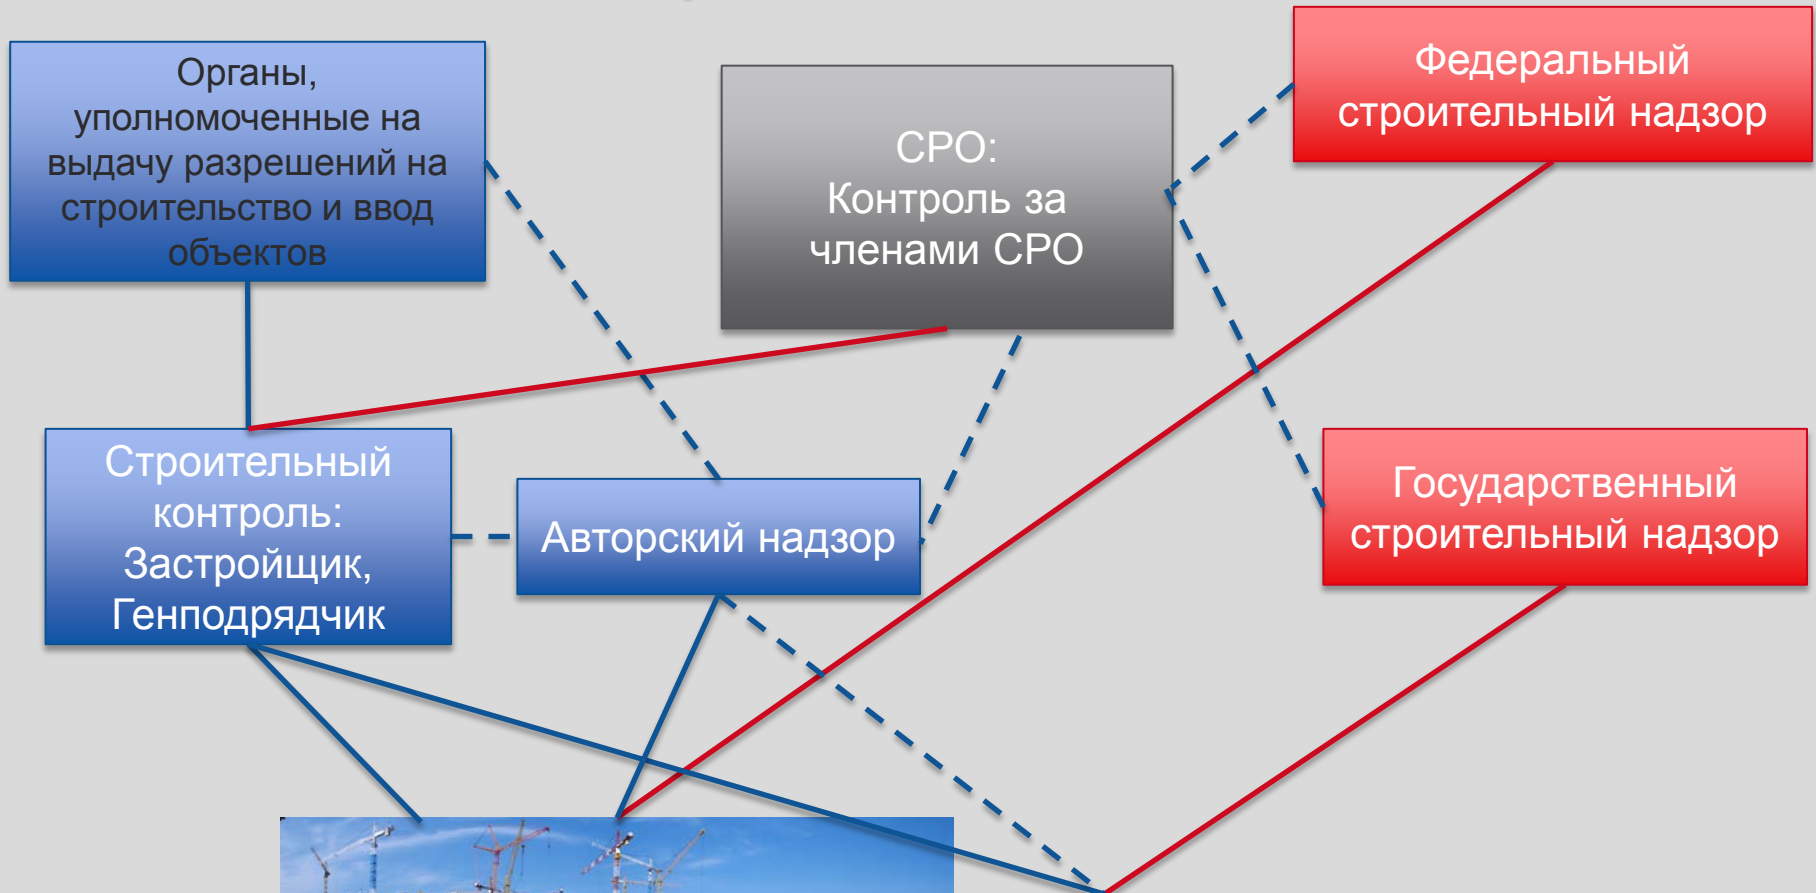 Органы,
уполномоченные на
выдачу разрешений на
строительство и ввод
объектов
СРО:
Контроль за
членами СРО
Федеральный
строительный надзор
Строительный
контроль:
Застройщик,
Генподрядчик
Авторский надзор
Государственный
строительный надзор